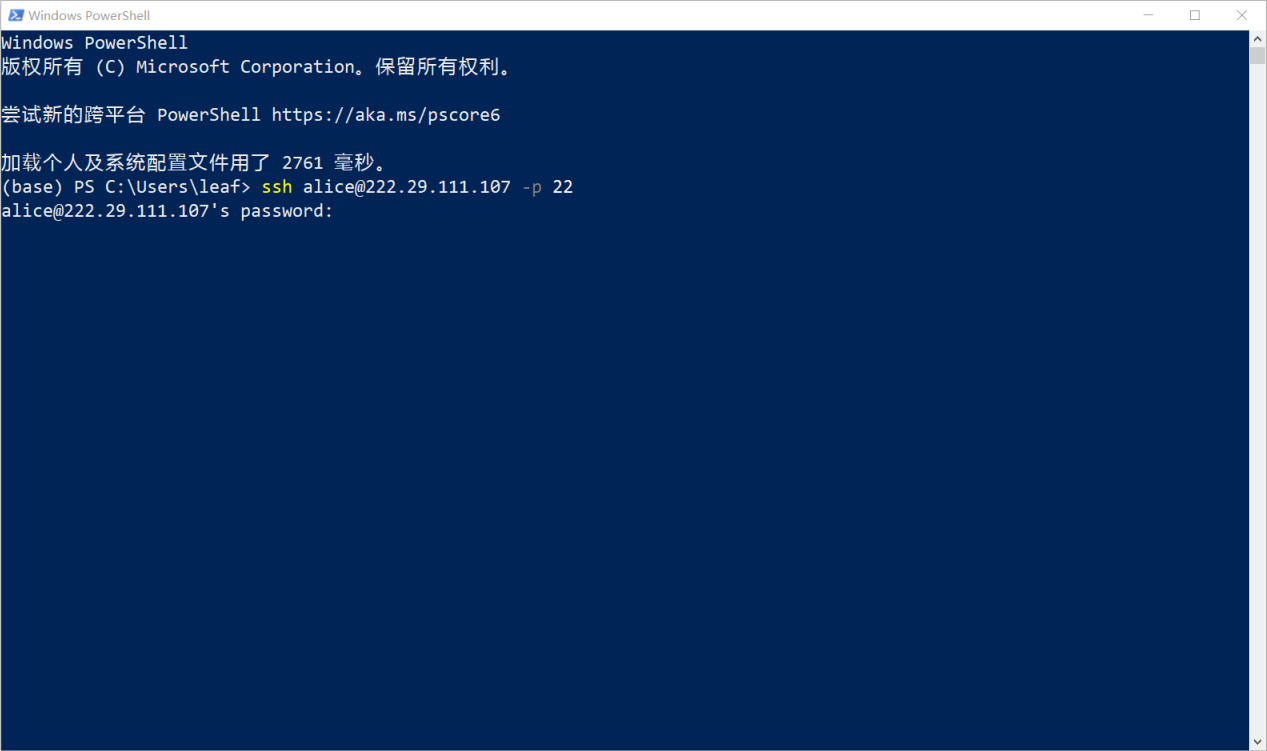 Windows PowerShell
Windows PowerShell
版权所有 (C) Microsoft Corporation。保留所有权利。
尝试新的跨平台 PowerShell https://aka.ms/pscore6
加载个人及系统配置文件用了 2761 毫秒。
(base) PS C:\Users\leaf> ssh alice@222.29.111.107 -p 22
alice@222.29.111.107's password: